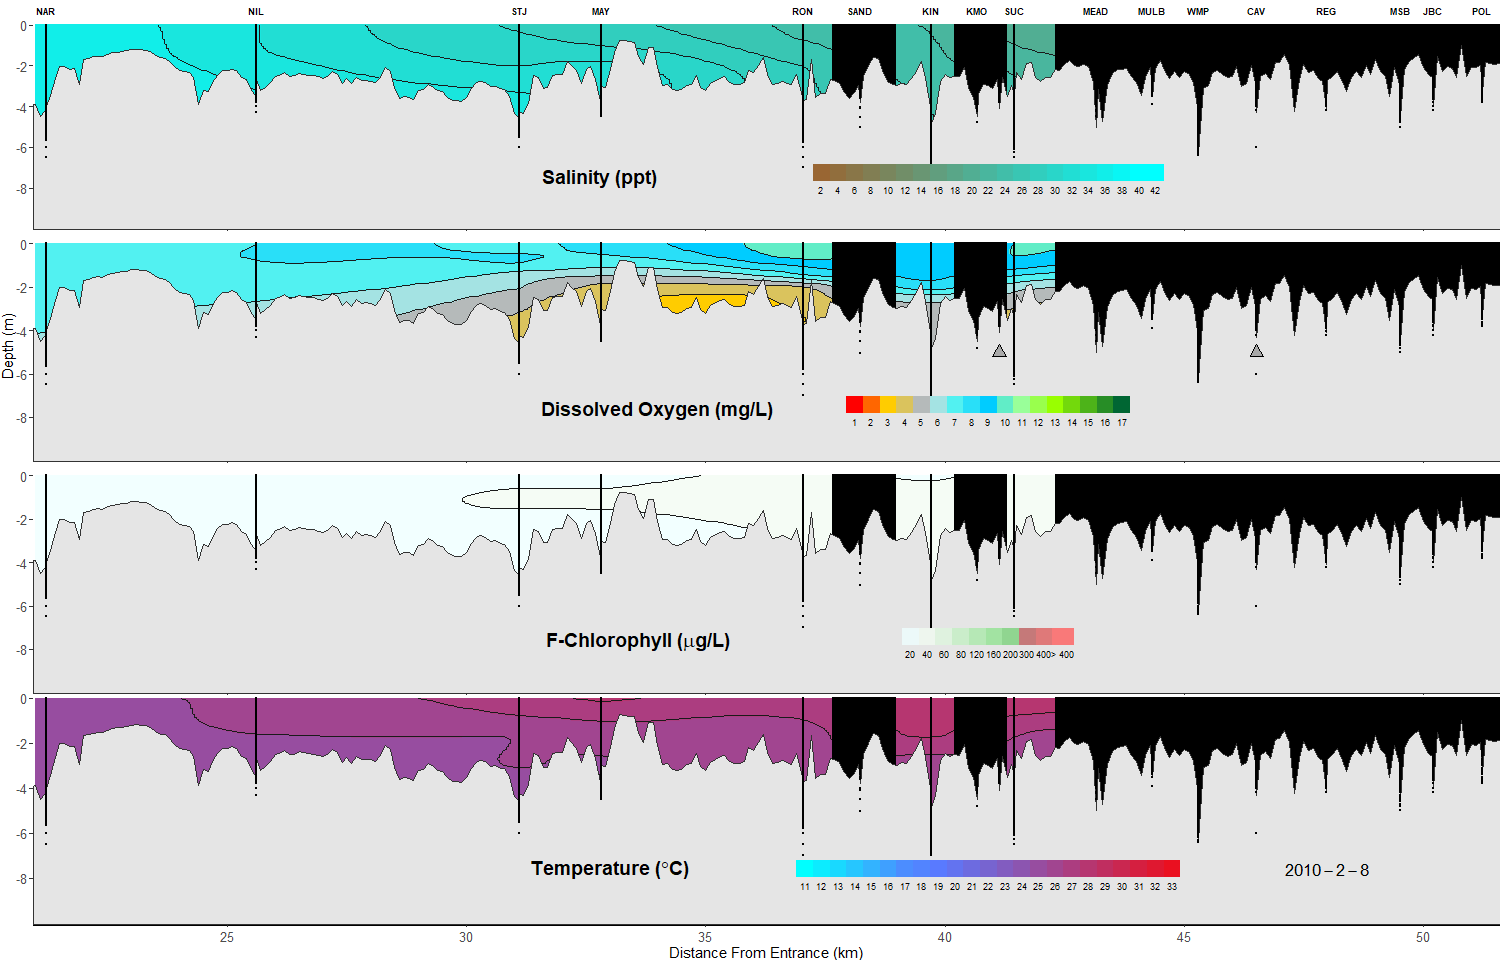 NAR NIL STJ MAY RON SAND KIN KMO SUC MEAD MULB WMP CAV REG MSB JBC POL
0
-2
-4
-6
-8
Salinity (ppt)
2 4 6 8 10 12 14 16 18 20 22 24 26 28 30 32 34 36 38 40 42
0
-2
-4
-6
-8
Depth (m)
Dissolved Oxygen (mg/L)
1 2 3 4 5 6 7 8 9 10 11 12 13 14 15 16 17
0
-2
-4
-6
-8
F-Chlorophyll (μg/L)
20 40 60 80 120 160 200 300 400 > 400
0
-2
-4
-6
-8
Temperature (°C)
11 12 13 14 15 16 17 18 19 20 21 22 23 24 25 26 27 28 29 30 31 32 33
2010-2-8
25 30 35 40 45 50
Distance From Entrance (km)